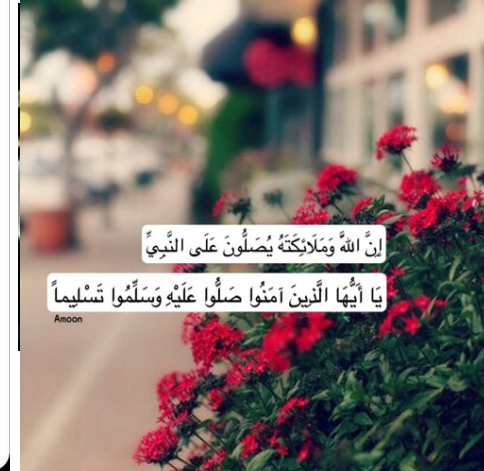 إِنَّ اللهَّ وَمَلَائِكَتَهُ يُصَلُّونَ عَلَى النَّبِيِّ
يَا أَيُّهَا الَّذِينَ آمَنُوا صَلُّوا عَلَيْهِ وَسَلِّمُوا تَسْلِيماً
Amoon